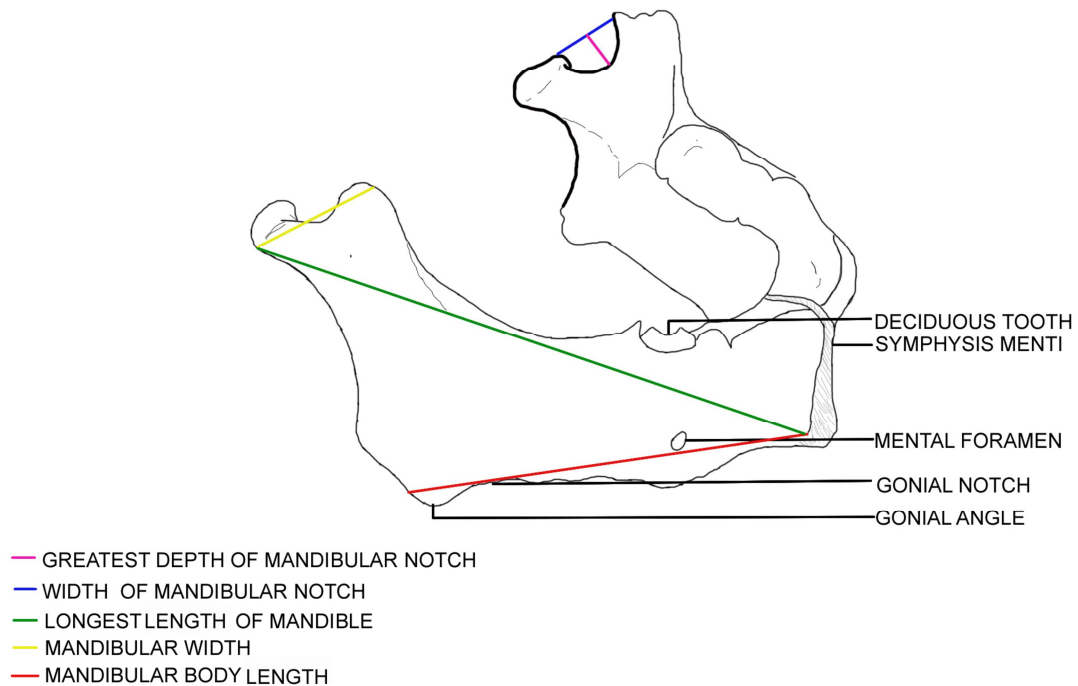 DECIDUOUS TOOTH
SYMPHYSIS MENTI
MENTAL FORAMEN
GONIAL NOTCH
GONIAL ANGLE
GREATEST DEPTH OF MANDIBULAR NOTCH
WIDTH OF MANDIBULAR NOTCH
LONGEST LENGTH OF MANDIBLE
MANDIBULAR WIDTH
MANDIBULAR BODY LENGTH